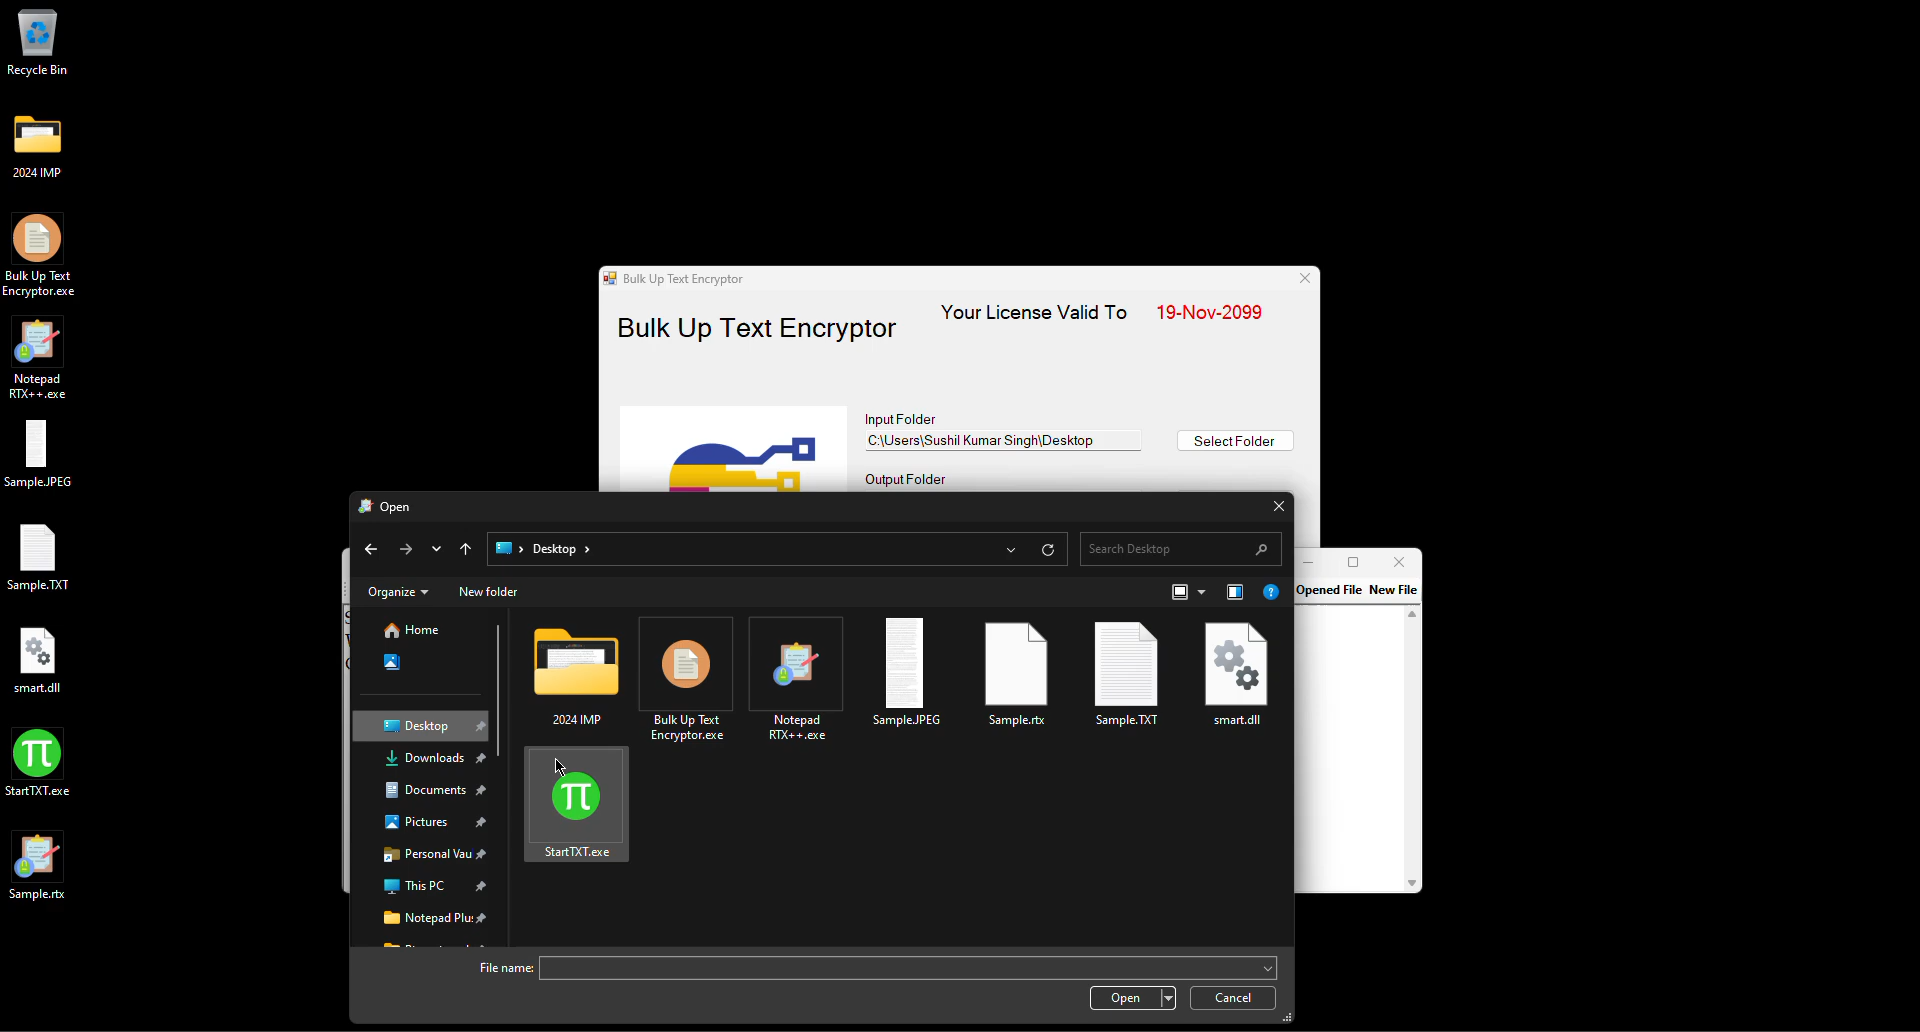 Recycle Bin
2024 IMP
Bulk Up Text
Encryptor.exe
Notepad
RTX++.exe
Sample.JPEG
Sample.TXT
smart.dll
StartTXT.exe
Sample.rtx
Bulk Up Text Encryptor
Bulk Up Text Encryptor
Your License Valid To 19-Nov-2099
Input Folder
C:\Users\Sushil Kumar Singh\Desktop
Select Folder
Output Folder
Open
Desktop
Search Desktop
Organize
New folder
Opened File New File
Home
Desktop
Downloads
Documents
Pictures
Personal Vau
This PC
Notepad Plu
2024 IMP
Bulk Up Text
Encryptor.exe
Notepad
RTX++.exe
Sample.JPEG
Sample.rtx
Sample.TXT
smart.dll
π
StartTXT.exe
File name:
Open
Cancel